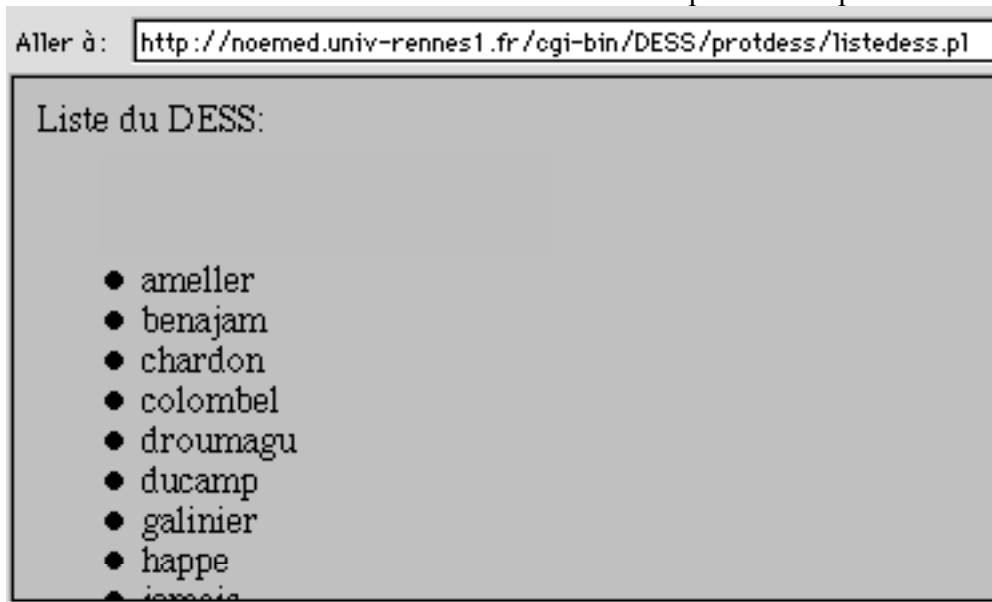 Aller à: http://noemed.univ-rennes1.fr/cgi-bin/DESS/protdess/listedess.pl
Liste du DESS:
ameller
benajam
chardon
colombel
droumagu
ducamp
galinier
happe